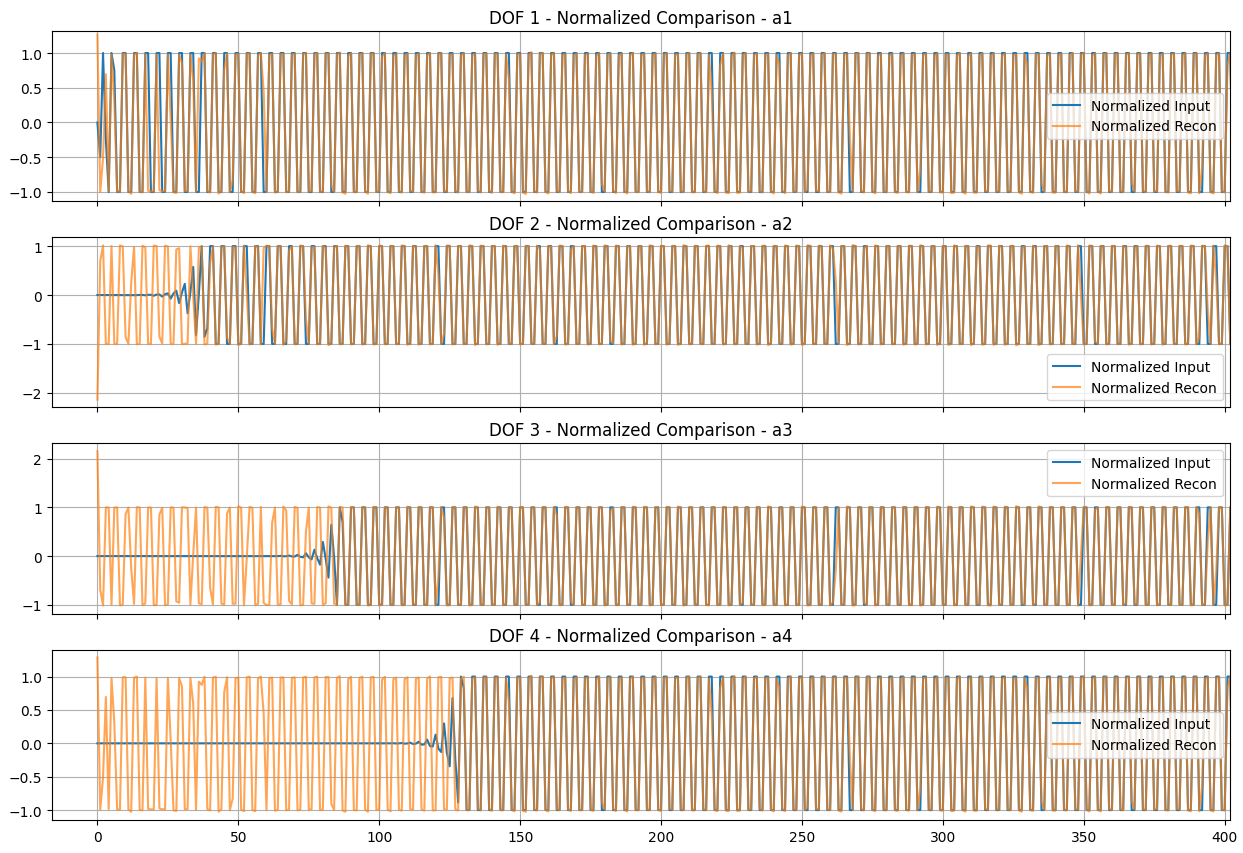 DOF 1 - Normalized Comparison - a1
1.0
0.5
0.0
−0.5
−1.0
Normalized Input
Normalized Recon
DOF 2 - Normalized Comparison - a2
1
0
−1
−2
Normalized Input
Normalized Recon
DOF 3 - Normalized Comparison - a3
2
1
0
−1
Normalized Input
Normalized Recon
DOF 4 - Normalized Comparison - a4
1.0
0.5
0.0
−0.5
−1.0
Normalized Input
Normalized Recon
0 50 100 150 200 250 300 350 400